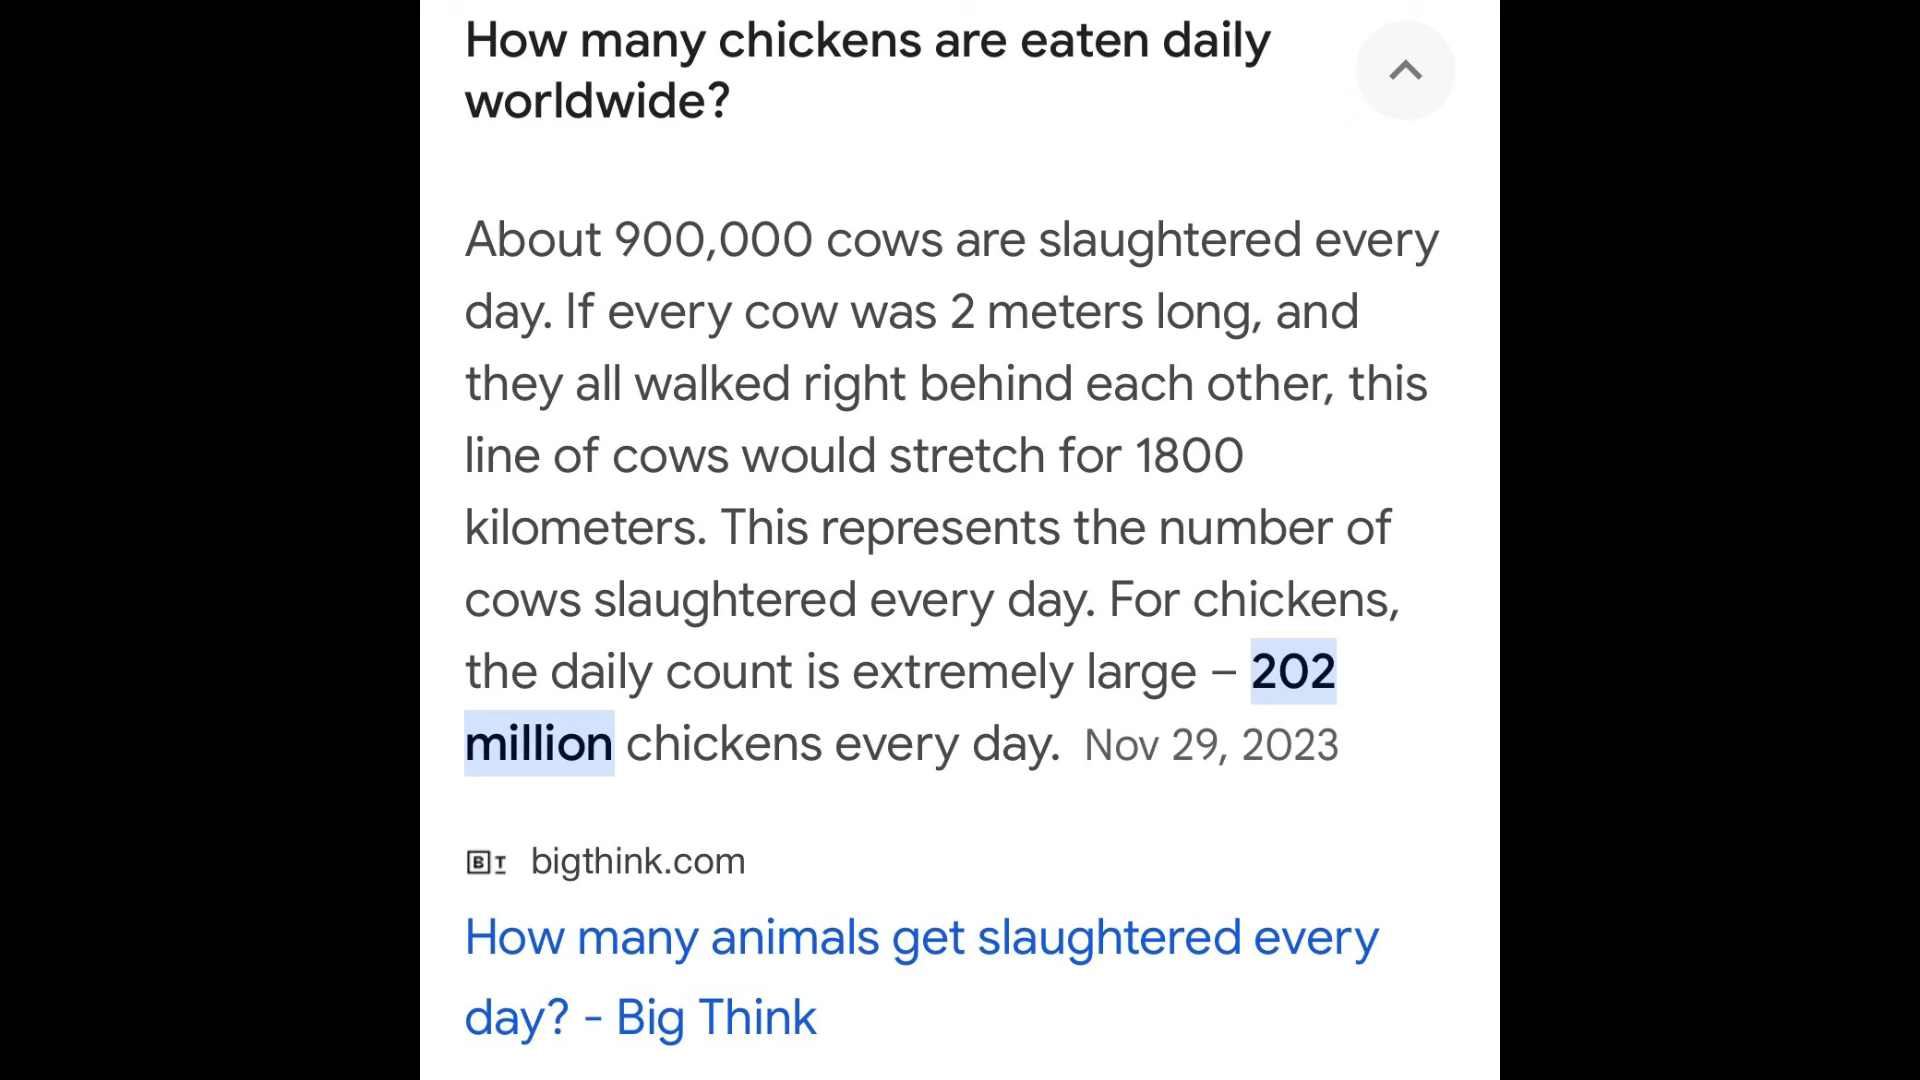 How many chickens are eaten daily
worldwide?
About 900,000 cows are slaughtered every
day. If every cow was 2 meters long, and
they all walked right behind each other, this
line of cows would stretch for 1800
kilometers. This represents the number of
cows slaughtered every day. For chickens,
the daily count is extremely large – 202
million chickens every day. Nov 29, 2023
BT bigthink.com
How many animals get slaughtered every
day? - Big Think